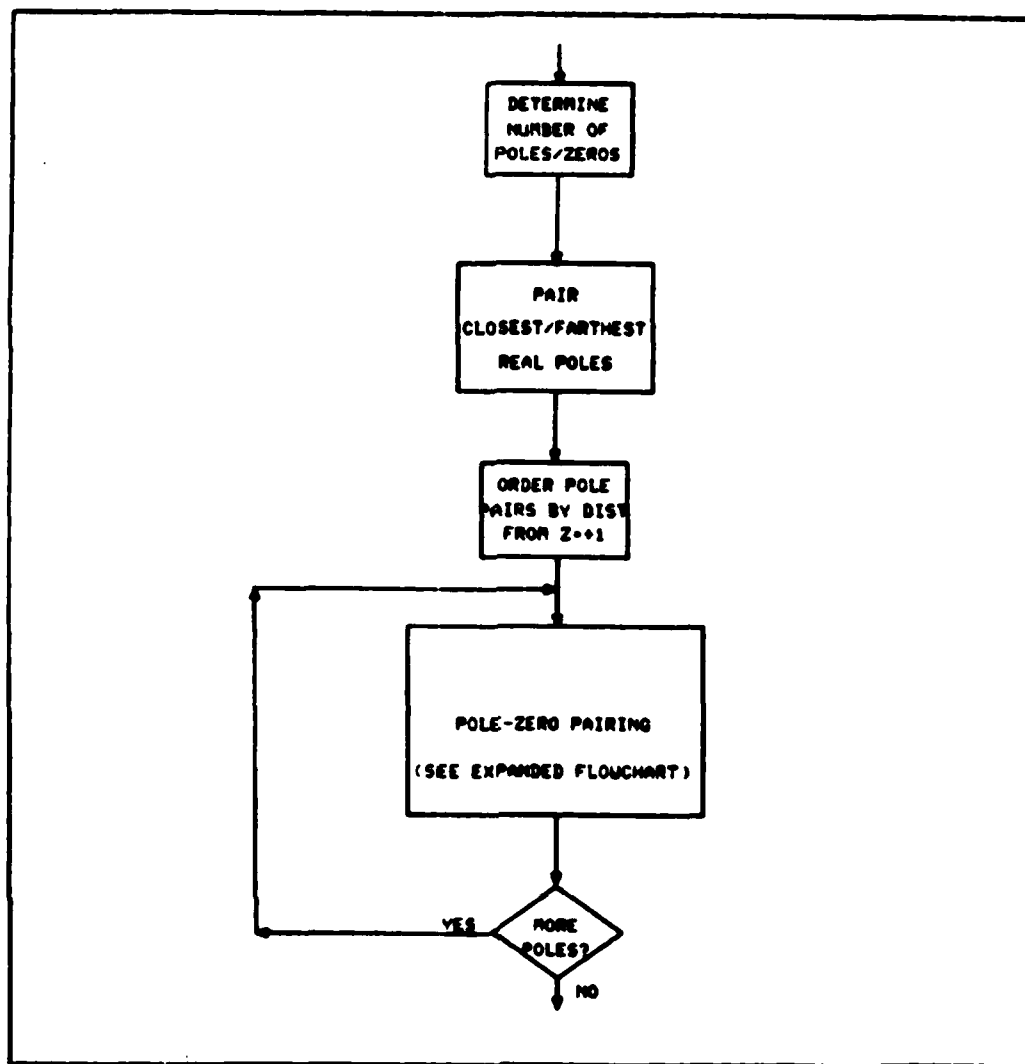 DETERMINE
NUMBER OF
POLES/ZEROS
PAIR
CLOSEST/FARTHEST
REAL POLES
ORDER POLE
PAIRS BY DIST
FROM Z=+1
POLE-ZERO PAIRING
(SEE EXPANDED FLOWCHART)
MORE
POLES?
YES
NO